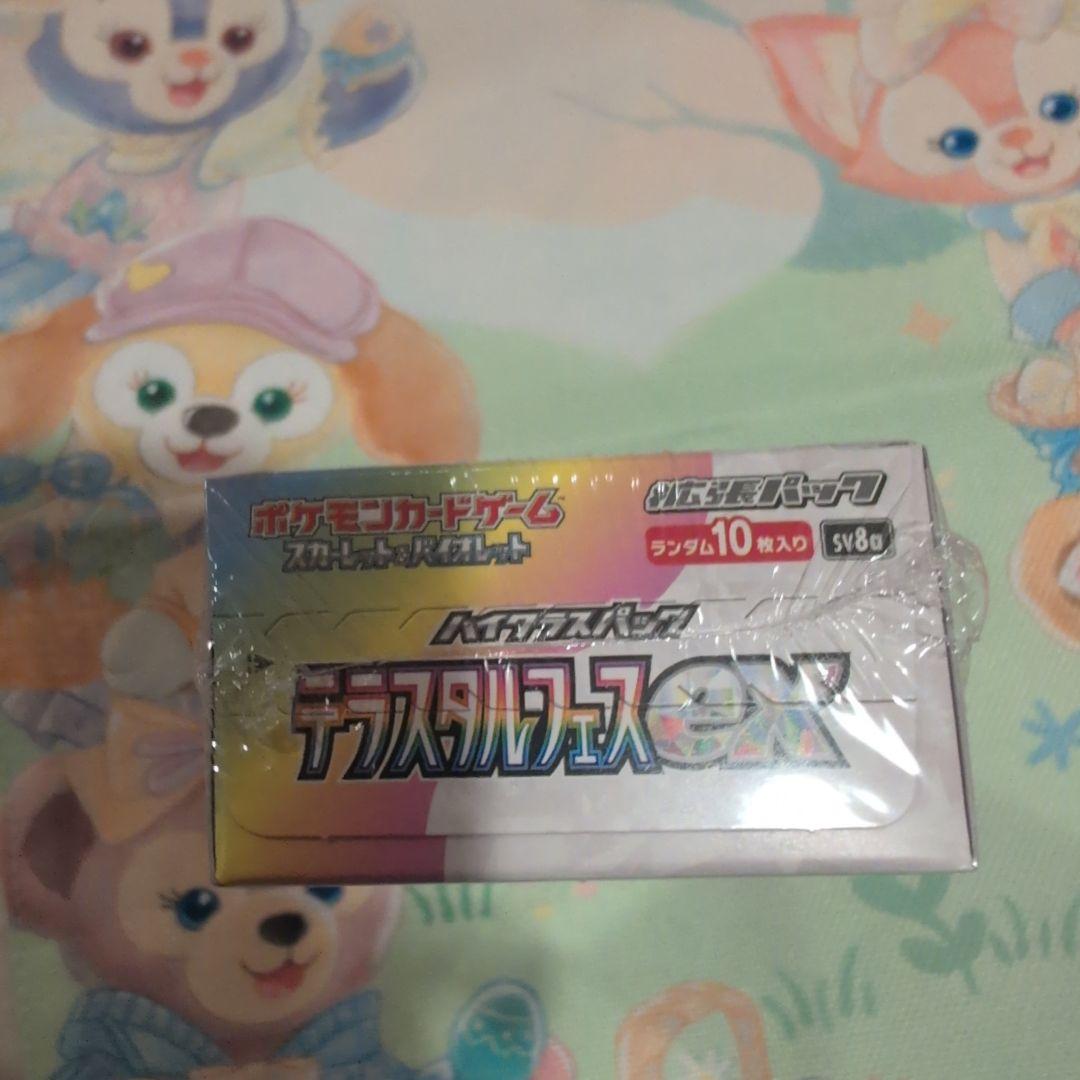 ポケモンカードゲーム™
スカーレット&バイオレット
拡張パック
ランダム10枚入り
SV8a
ハイクラスパック
テラスタルフェスex